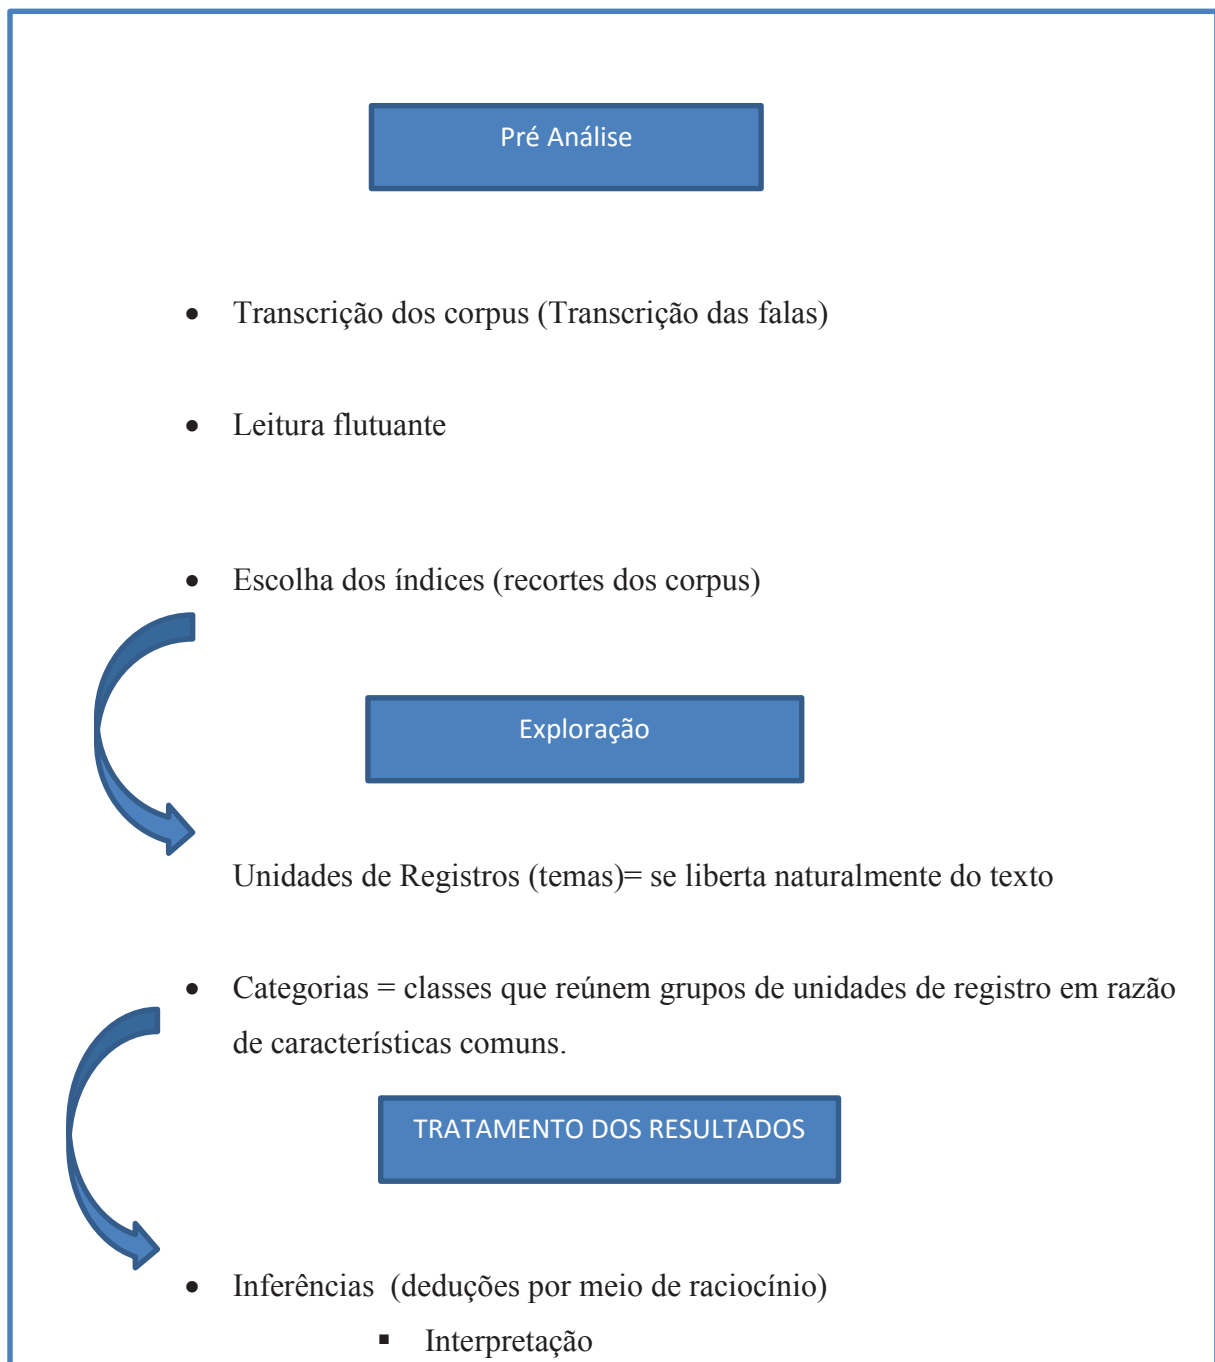 Pré Análise
• Transcrição dos corpus (Transcrição das falas)
• Leitura flutuante
• Escolha dos índices (recortes dos corpus)
Exploração
Unidades de Registros (temas)= se liberta naturalmente do texto
• Categorias = classes que reúnem grupos de unidades de registro em razão
de características comuns.
TRATAMENTO DOS RESULTADOS
• Inferências  (deduções por meio de raciocínio)
▪ Interpretação